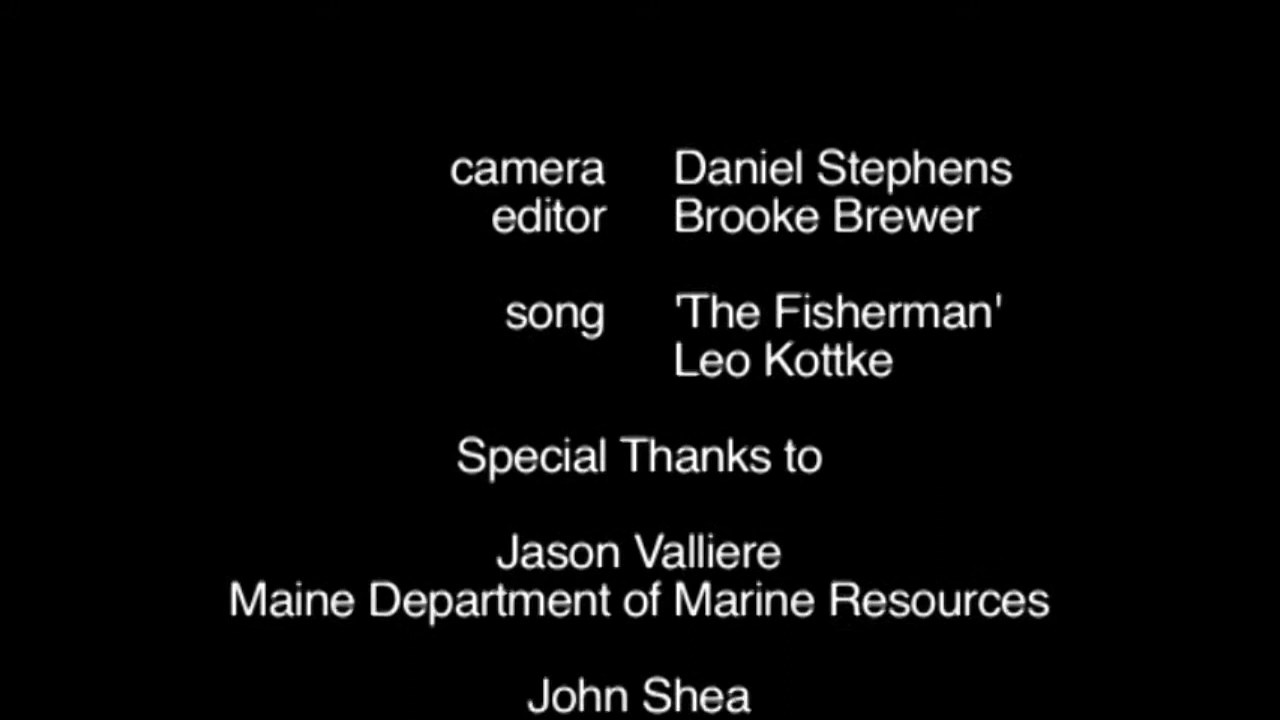 camera Daniel Stephens
editor Brooke Brewer
song 'The Fisherman'
Leo Kottke
Special Thanks to
Jason Valliere
Maine Department of Marine Resources
John Shea